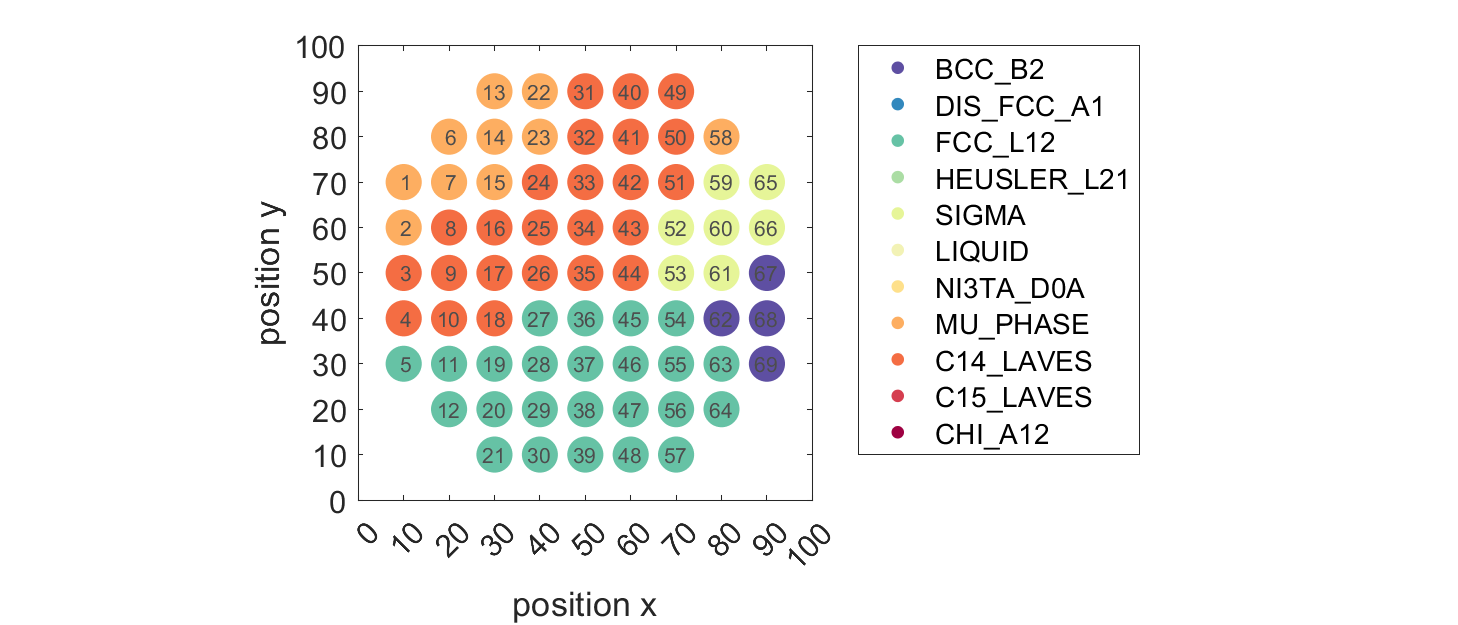 100
90
80
70
60
50
40
30
20
10
0
position y
13 22 31 40 49
6 14 23 32 41 50 58
1 7 15 24 33 42 51 59 65
2 8 16 25 34 43 52 60 66
3 9 17 26 35 44 53 61 67
4 10 18 27 36 45 54 62 68
5 11 19 28 37 46 55 63 69
12 20 29 38 47 56 64
21 30 39 48 57
0 10 20 30 40 50 60 70 80 90 100
position x
BCC_B2
DIS_FCC_A1
FCC_L12
HEUSLER_L21
SIGMA
LIQUID
NI3TA_D0A
MU_PHASE
C14_LAVES
C15_LAVES
CHI_A12